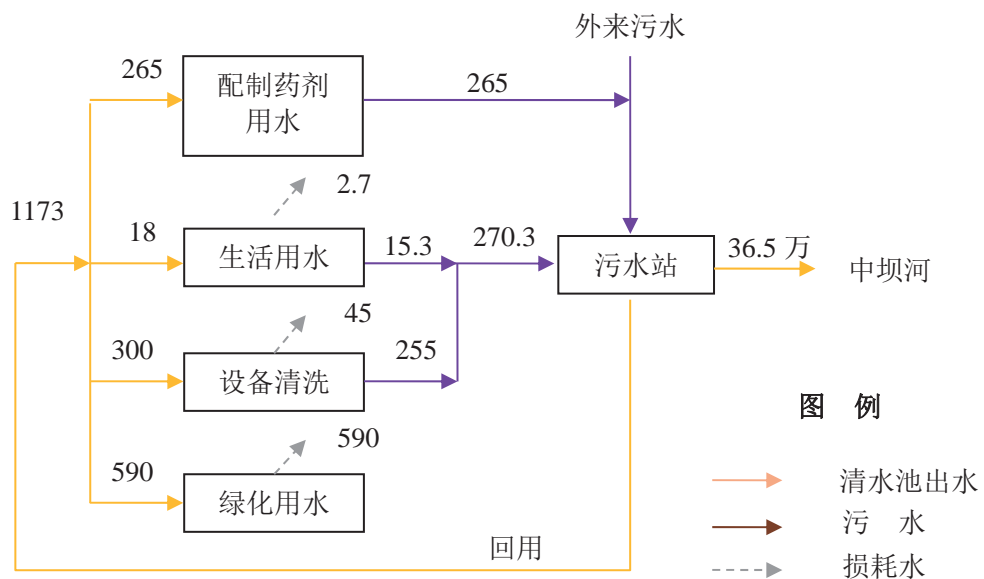 外来污水
265
配制药剂
用水
265
2.7
1173
18
生活用水
15.3
270.3
污水站
36.5 万
中坝河
45
300
设备清洗
255
图 例
590
590
绿化用水
清水池出水
污 水
回用
损耗水